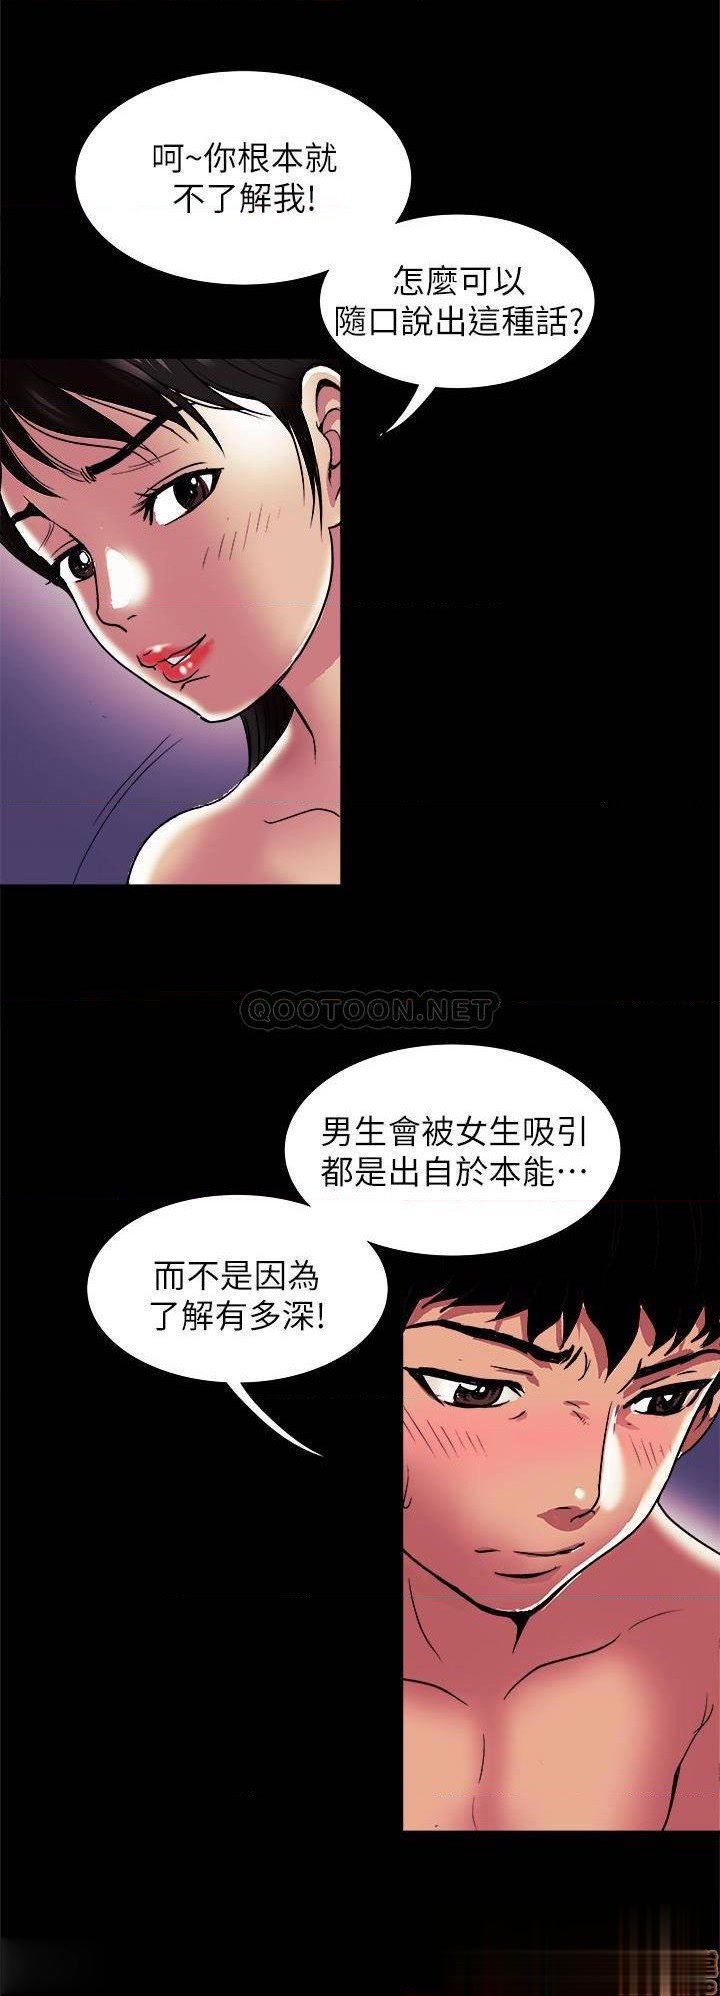 呵~你根本就
不了解我!
怎麼可以
隨口說出這種話?
QOOTOON.NET
男生會被女生吸引
都是出自於本能…
而不是因為
了解有多深!